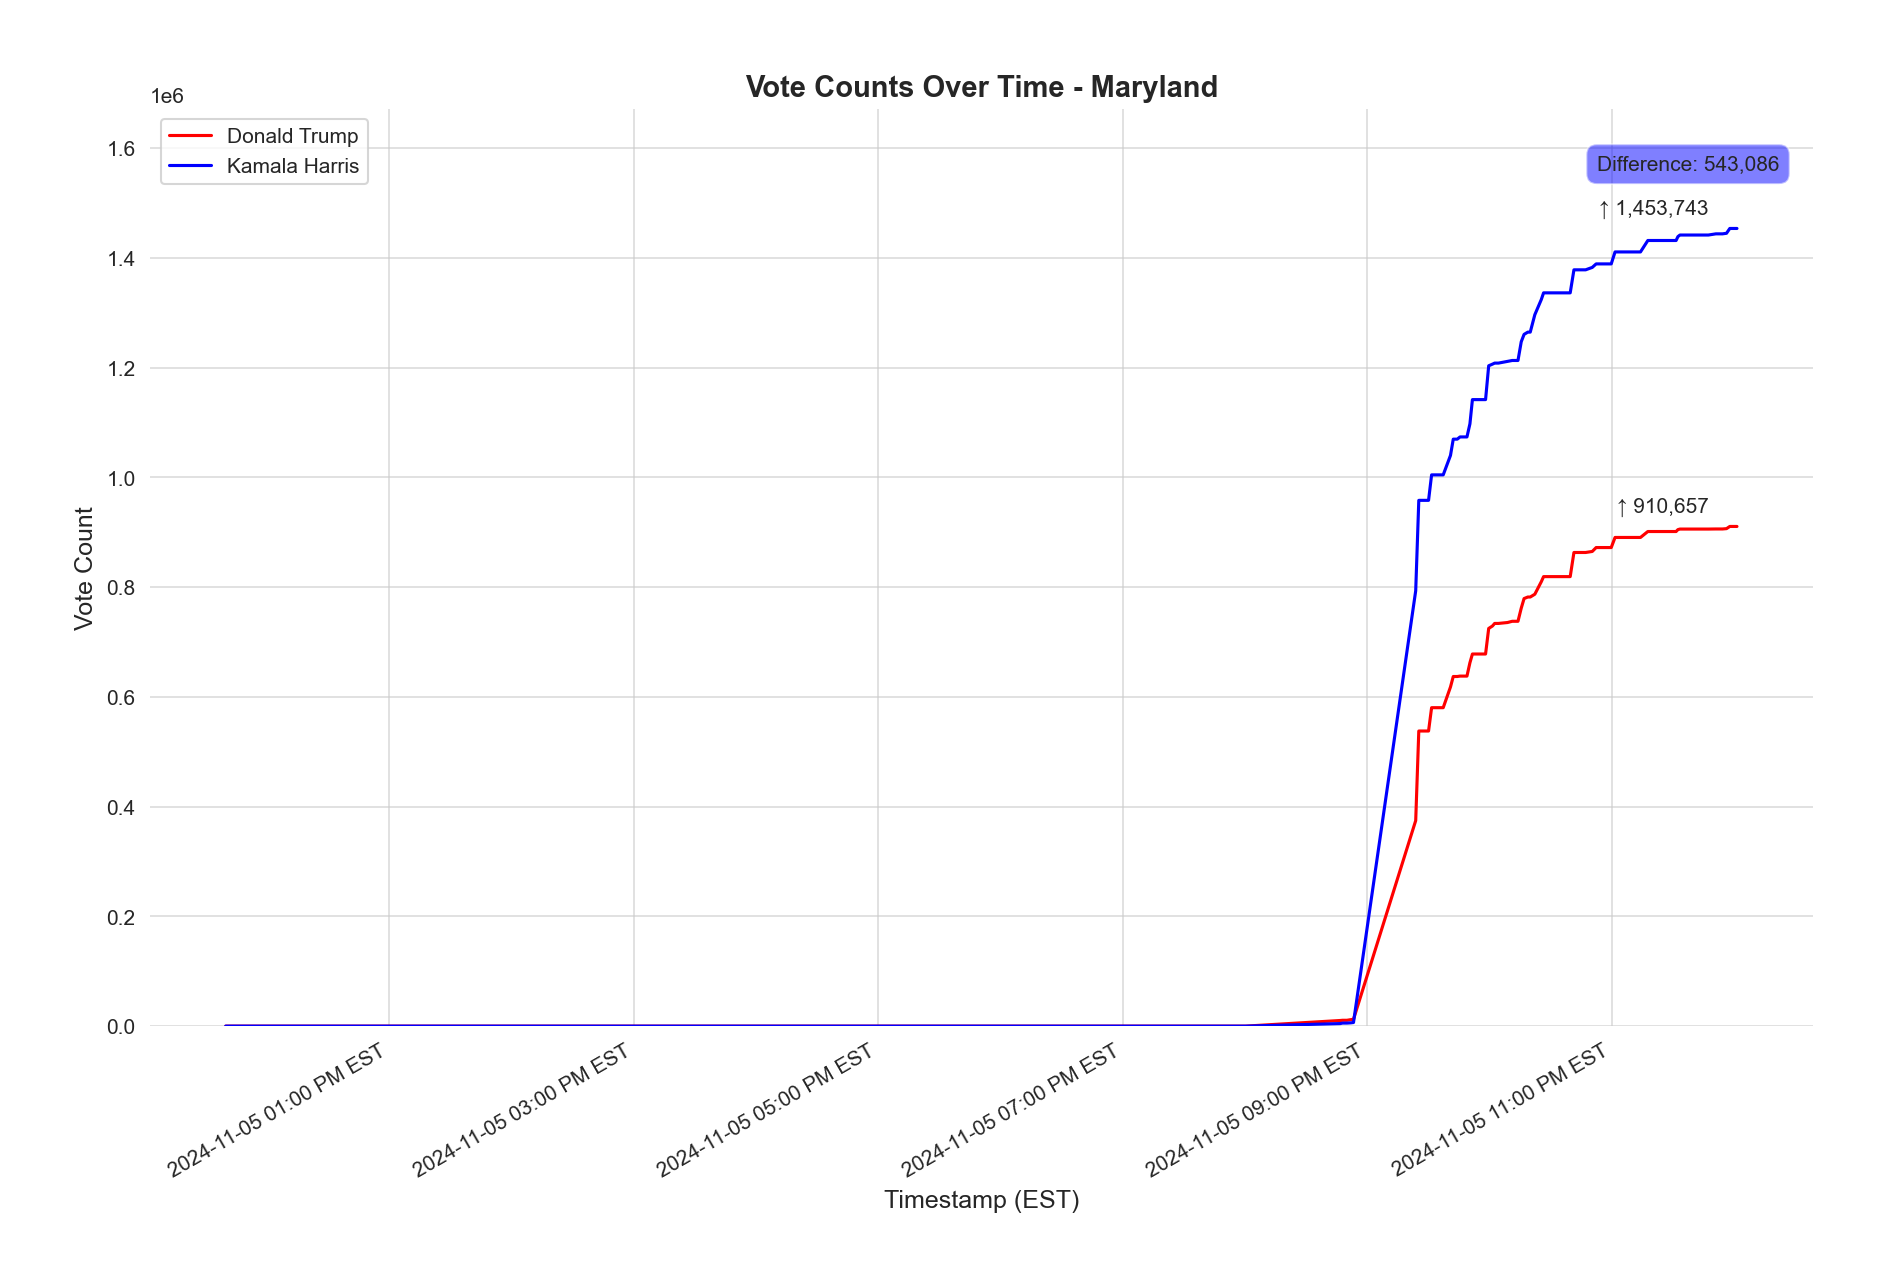 Vote Counts Over Time - Maryland
1e6
Donald Trump
Kamala Harris
Difference: 543,086
↑ 1,453,743
↑ 910,657
1.6
1.4
1.2
1.0
0.8
0.6
0.4
0.2
0.0
Vote Count
2024-11-05 01:00 PM EST
2024-11-05 03:00 PM EST
2024-11-05 05:00 PM EST
2024-11-05 07:00 PM EST
2024-11-05 09:00 PM EST
2024-11-05 11:00 PM EST
Timestamp (EST)